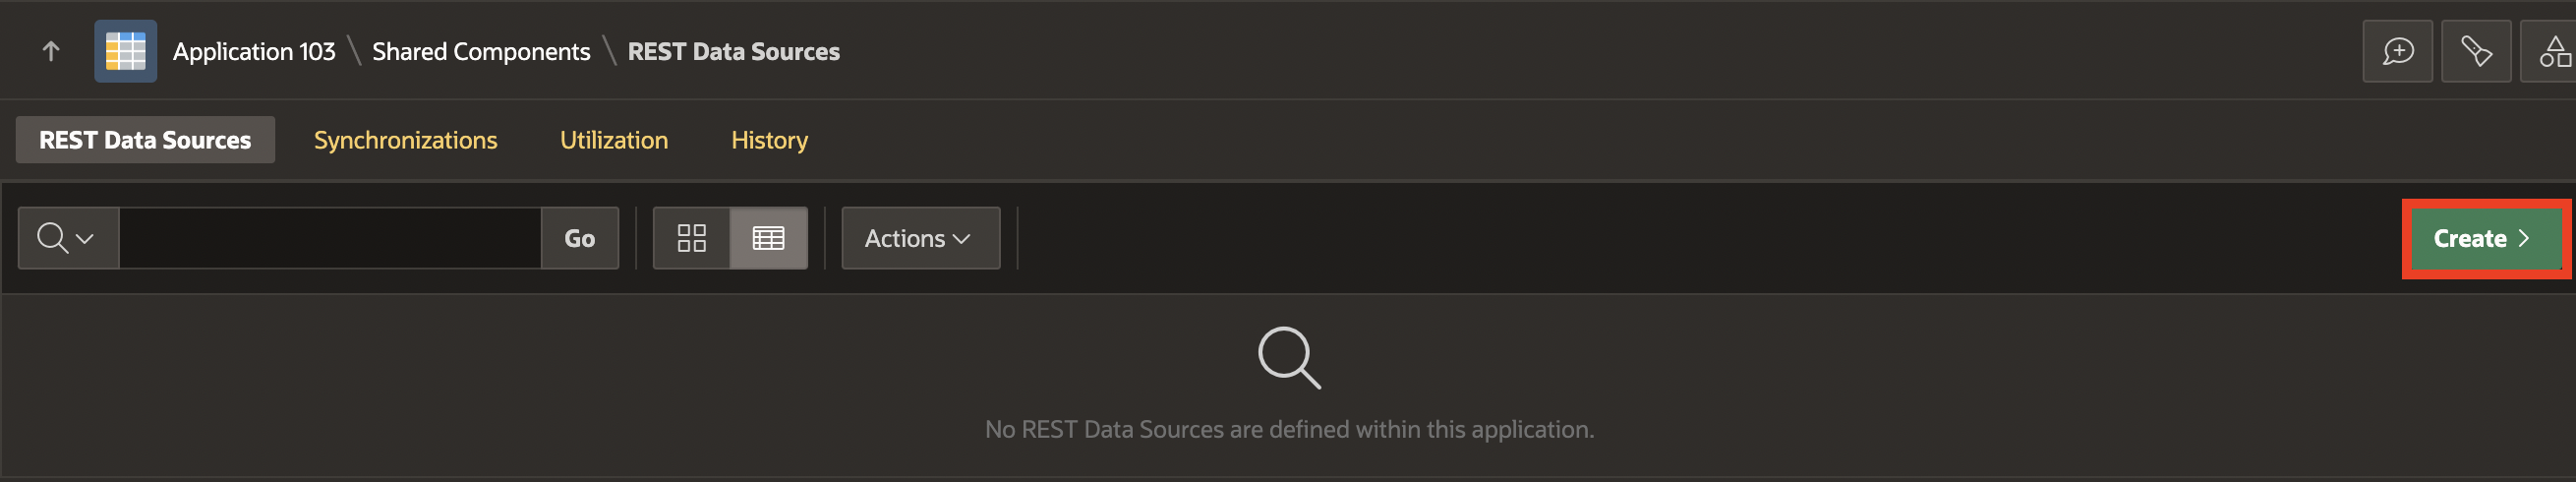 Application 103 \ Shared Components \ REST Data Sources
REST Data Sources Synchronizations Utilization History
Go Actions Create
No REST Data Sources are defined within this application.